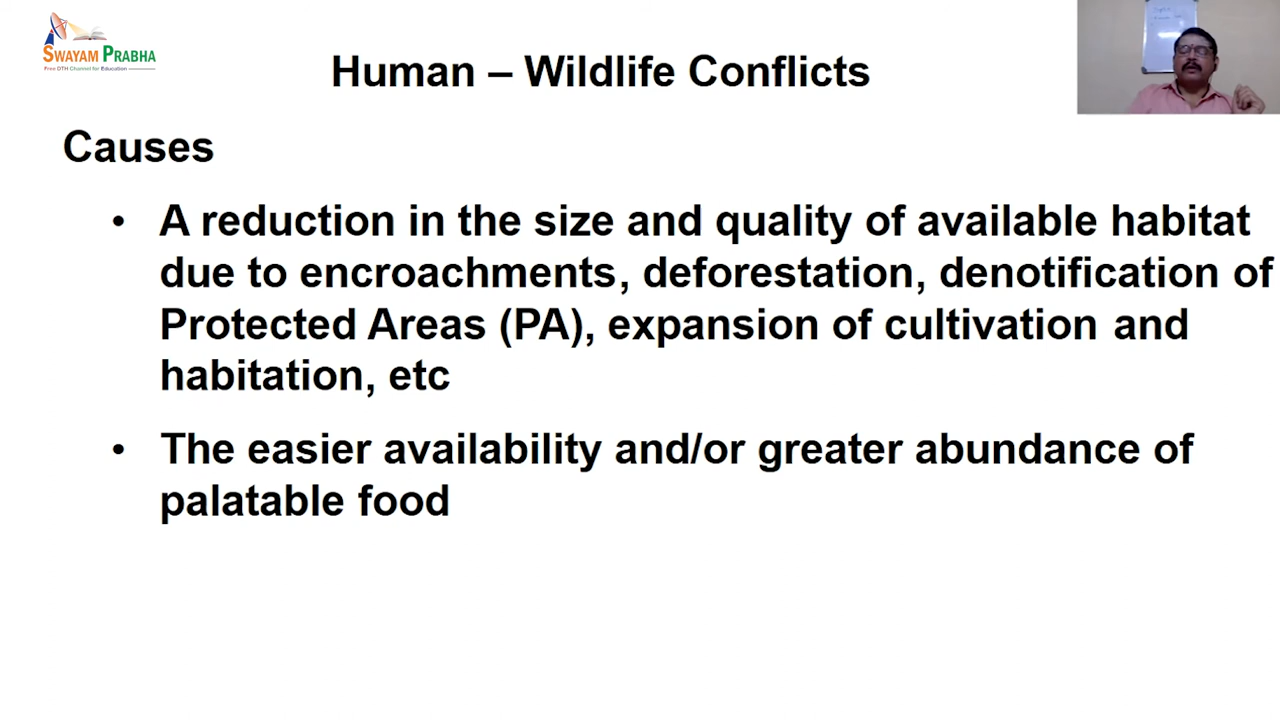 SWAYAM PRABHA
Free DTH Channel for Education
Human – Wildlife Conflicts
Causes
• A reduction in the size and quality of available habitat
due to encroachments, deforestation, denotification of
Protected Areas (PA), expansion of cultivation and
habitation, etc
• The easier availability and/or greater abundance of
palatable food